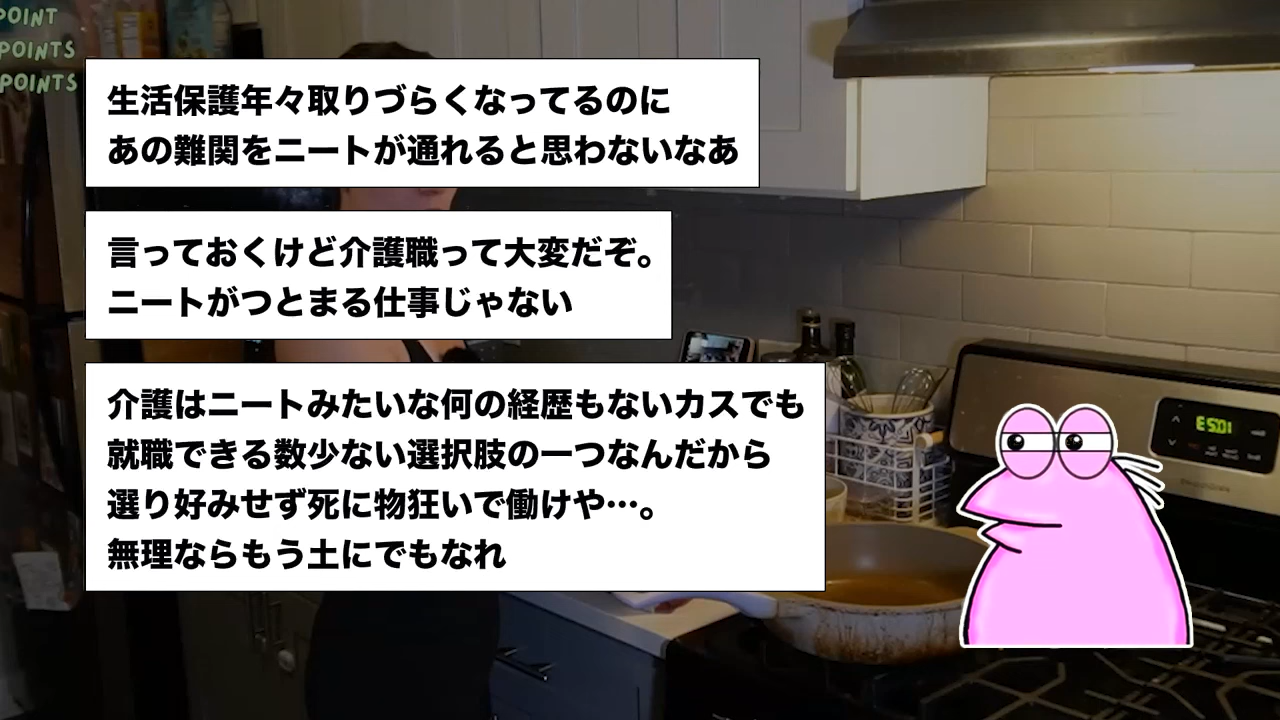 POINT
POINTS
POINTS
生活保護年々取りづらくなってるのに
あの難関をニートが通れると思わないなあ
言っておくけど介護職って大変だぞ。
ニートがつとまる仕事じゃない
介護はニートみたいな何の経歴もないカスでも
就職できる数少ない選択肢の一つなんだから
選り好みせず死に物狂いで働けや…。
無理ならもう土にでもなれ